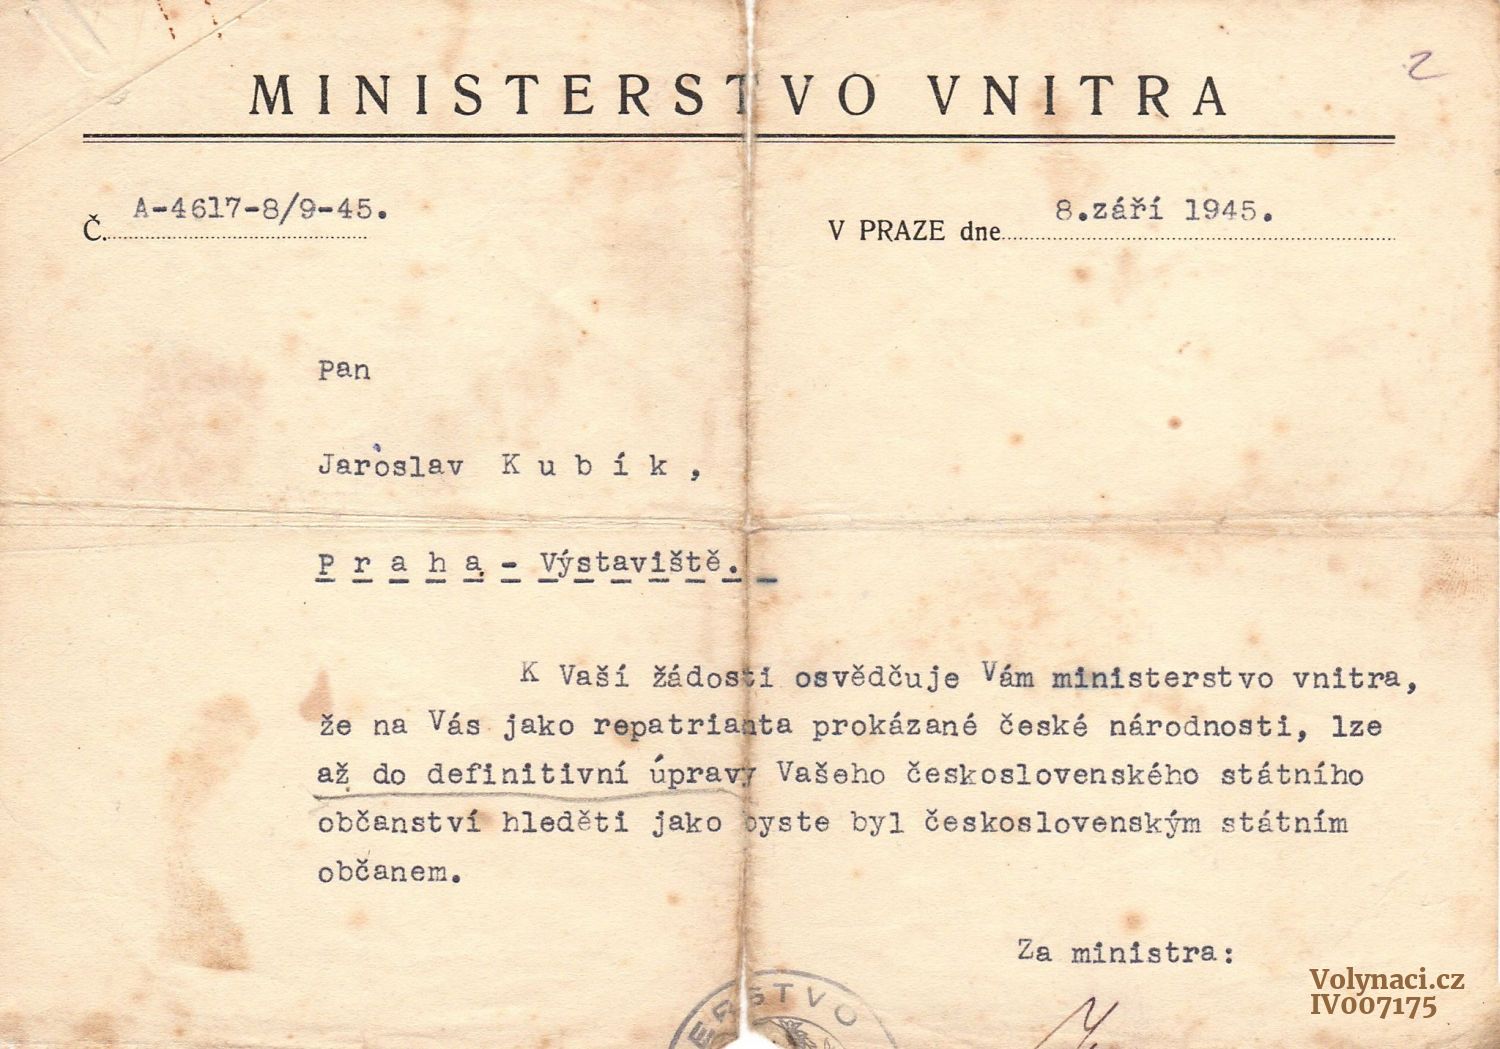 2
MINISTERSTVO VNITRA
Č. A-4617-8/9-45.
V PRAZE dne 8.září 1945.
Pan
Jaroslav Kubík,
Praha - Výstaviště.
K Vaší žádosti osvědčuje Vám ministerstvo vnitra,
že na Vás jako repatrianta prokázané české národnosti, lze
až do definitivní úpravy Vašeho československého státního
občanství hleděti jako byste byl československým státním
občanem.
Za ministra:
ERSTVO
Volynaci.cz
IV007175